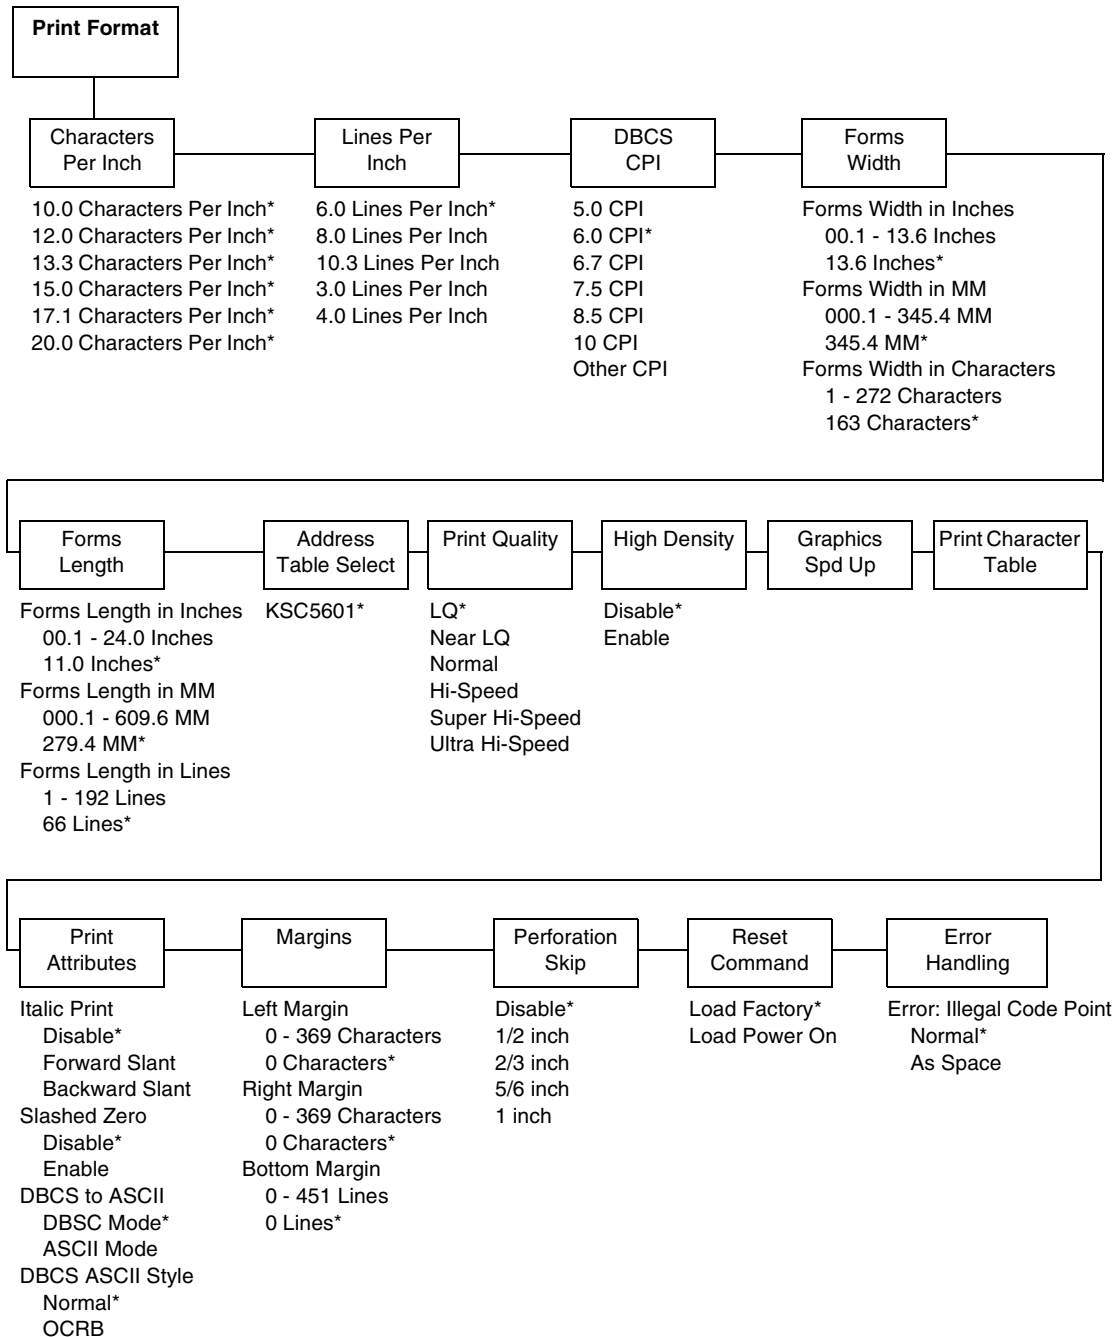 Print Format
Characters
Per Inch
10.0 Characters Per Inch*
12.0 Characters Per Inch*
13.3 Characters Per Inch*
15.0 Characters Per Inch*
17.1 Characters Per Inch*
20.0 Characters Per Inch*
Lines Per
Inch
6.0 Lines Per Inch*
8.0 Lines Per Inch
10.3 Lines Per Inch
3.0 Lines Per Inch
4.0 Lines Per Inch
DBCS
CPI
5.0 CPI
6.0 CPI*
6.7 CPI
7.5 CPI
8.5 CPI
10 CPI
Other CPI
Forms
Width
Forms Width in Inches
00.1 - 13.6 Inches
13.6 Inches*
Forms Width in MM
000.1 - 345.4 MM
345.4 MM*
Forms Width in Characters
1 - 272 Characters
163 Characters*
Forms
Length
Forms Length in Inches
00.1 - 24.0 Inches
11.0 Inches*
Forms Length in MM
000.1 - 609.6 MM
279.4 MM*
Forms Length in Lines
1 - 192 Lines
66 Lines*
Address
Table Select
KSC5601*
Print Quality
LQ*
Near LQ
Normal
Hi-Speed
Super Hi-Speed
Ultra Hi-Speed
High Density
Disable*
Enable
Graphics
Spd Up
Print Character
Table
Print
Attributes
Italic Print
Disable*
Forward Slant
Backward Slant
Slashed Zero
Disable*
Enable
DBCS to ASCII
DBSC Mode*
ASCII Mode
DBCS ASCII Style
Normal*
OCRB
Margins
Left Margin
0 - 369 Characters
0 Characters*
Right Margin
0 - 369 Characters
0 Characters*
Bottom Margin
0 - 451 Lines
0 Lines*
Perforation
Skip
Disable*
1/2 inch
2/3 inch
5/6 inch
1 inch
Reset
Command
Load Factory*
Load Power On
Error
Handling
Error: Illegal Code Point
Normal*
As Space